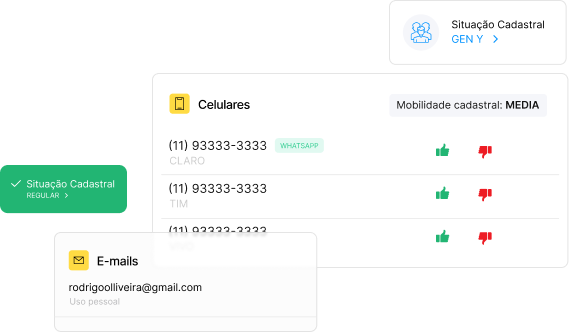 Situação Cadastral
GEN Y
Celulares
Mobilidade cadastral: MEDIA
(11) 93333-3333 WHATSAPP
CLARO
(11) 93333-3333
TIM
(11) 93333-3333
Situação Cadastral
REGULAR
E-mails
rodrigoolliveira@gmail.com
Uso pessoal